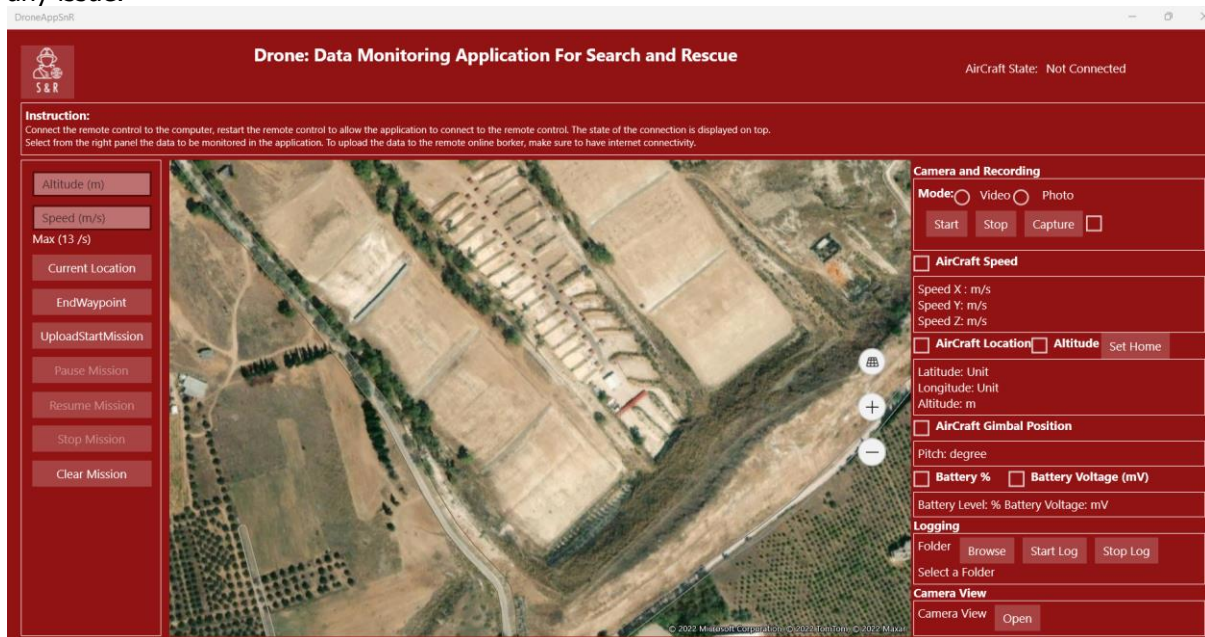 any issue.
DroneAppSnR
S & R
Drone: Data Monitoring Application For Search and Rescue
AirCraft State: Not Connected
Instruction:
Connect the remote control to the computer, restart the remote control to allow the application to connect to the remote control. The state of the connection is displayed on top.
Select from the right panel the data to be monitored in the application. To upload the data to the remote online borker, make sure to have internet connectivity.
Altitude (m)
Speed (m/s)
Max (13 /s)
Current Location
EndWaypoint
UploadStartMission
Pause Mission
Resume Mission
Stop Mission
Clear Mission
© 2022 Microsoft Corporation © 2022 TomTom © 2022 Maxar
Camera and Recording
Mode: Video Photo
Start Stop Capture
AirCraft Speed
Speed X : m/s
Speed Y: m/s
Speed Z: m/s
AirCraft Location Altitude Set Home
Latitude: Unit
Longitude: Unit
Altitude: m
AirCraft Gimbal Position
Pitch: degree
Battery % Battery Voltage (mV)
Battery Level: % Battery Voltage: mV
Logging
Folder Browse Start Log Stop Log
Select a Folder
Camera View
Camera View Open